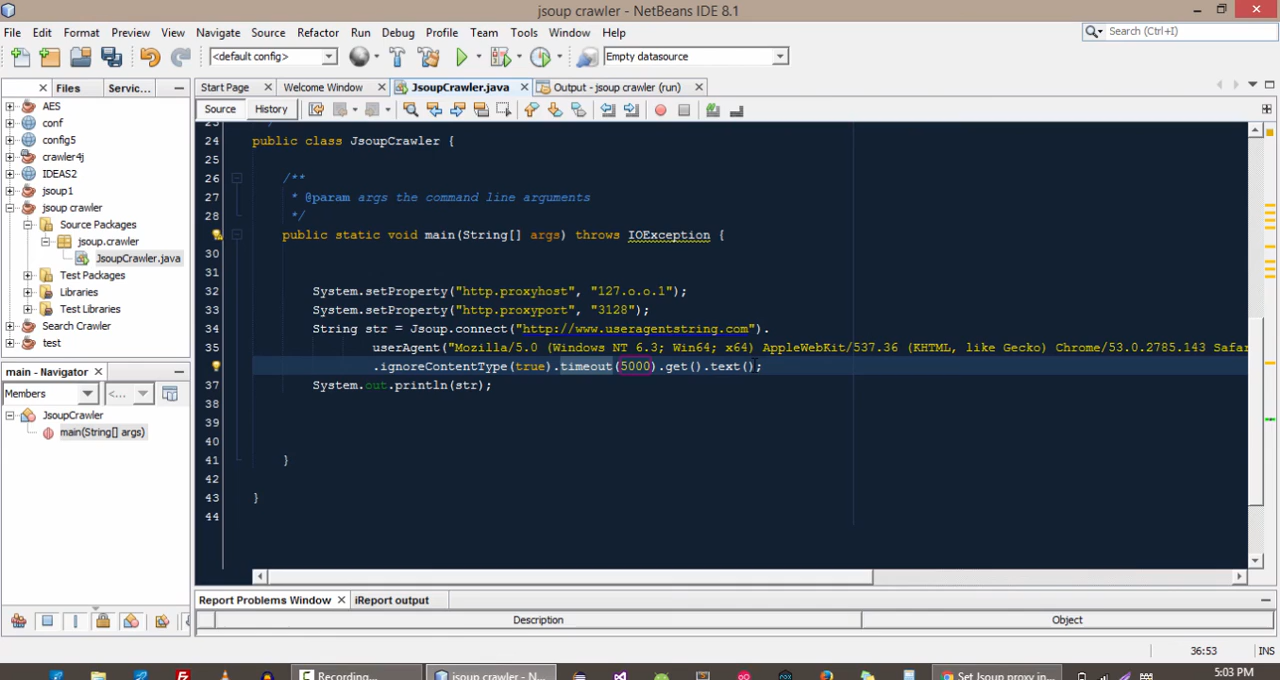 jsoup crawler - NetBeans IDE 8.1
File Edit Format Preview View Navigate Source Refactor Run Debug Profile Team Tools Window Help
Search (Ctrl+I)
<default config>
Empty datasource
Files Servic...
Start Page Welcome Window JsoupCrawler.java Output - jsoup crawler (run)
Source History
AES
conf
config5
crawler4j
IDEAS2
jsoup1
jsoup crawler
Source Packages
jsoup.crawler
JsoupCrawler.java
Test Packages
Libraries
Test Libraries
Search Crawler
test
main - Navigator
Members <...
JsoupCrawler
main(String[] args)
23
24 public class JsoupCrawler {
25
26 /**
27 * @param args the command line arguments
28 */
public static void main(String[] args) throws IOException {
30
31
32 System.setProperty("http.proxyhost", "127.o.o.1");
33 System.setProperty("http.proxyport", "3128");
34 String str = Jsoup.connect("http://www.useragentstring.com").
35 userAgent("Mozilla/5.0 (Windows NT 6.3; Win64; x64) AppleWebKit/537.36 (KHTML, like Gecko) Chrome/53.0.2785.143 Safar
.ignoreContentType(true).timeout(5000).get().text();
37 System.out.println(str);
38
39
40
41 }
42
43 }
44
Report Problems Window iReport output
Description Object
36:53 INS
Recording... jsoup crawler - N... Set Jsoup proxy in... 5:03 PM